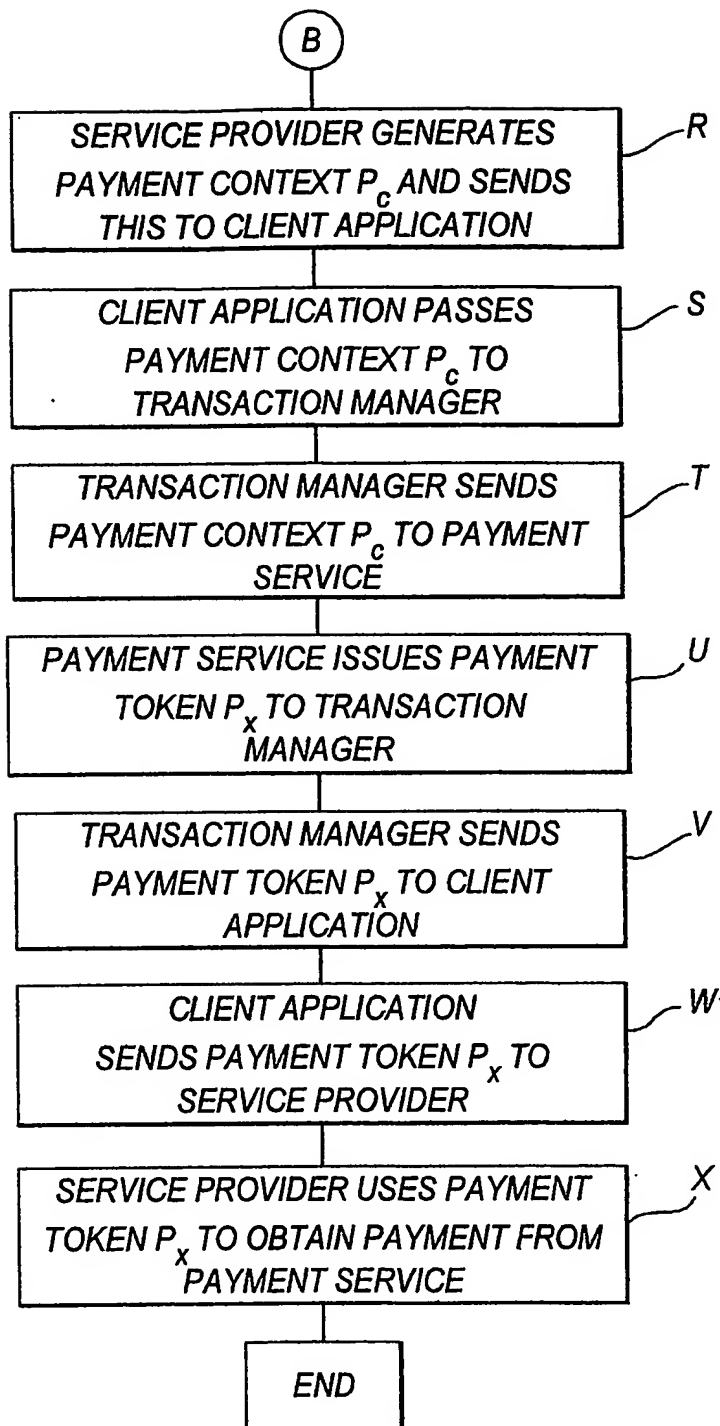 B
SERVICE PROVIDER GENERATES
PAYMENT CONTEXT Pc AND SENDS
THIS TO CLIENT APPLICATION
R
CLIENT APPLICATION PASSES
PAYMENT CONTEXT Pc TO
TRANSACTION MANAGER
S
TRANSACTION MANAGER SENDS
PAYMENT CONTEXT Pc TO PAYMENT
SERVICE
T
PAYMENT SERVICE ISSUES PAYMENT
TOKEN Px TO TRANSACTION
MANAGER
U
TRANSACTION MANAGER SENDS
PAYMENT TOKEN Px TO CLIENT
APPLICATION
V
CLIENT APPLICATION
SENDS PAYMENT TOKEN Px TO
SERVICE PROVIDER
W
SERVICE PROVIDER USES PAYMENT
TOKEN Px TO OBTAIN PAYMENT FROM
PAYMENT SERVICE
X
END